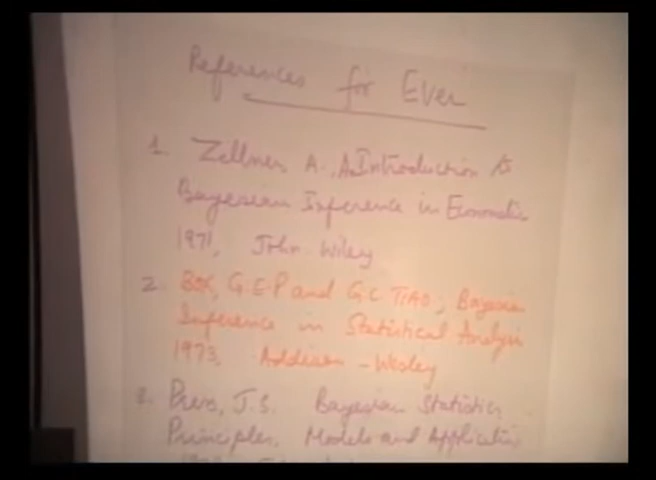 References for Ever
1. Zellner, A., An Introduction to
Bayesian Inference in Econometrics
1971, John-Wiley
2. BOX, G.E.P and G.C TIAO; Bayesian
Inference in Statistical Analysis
1973, Addison-Wesley
3. Press, J.S. Bayesian Statistics,
Principles, Models and Application